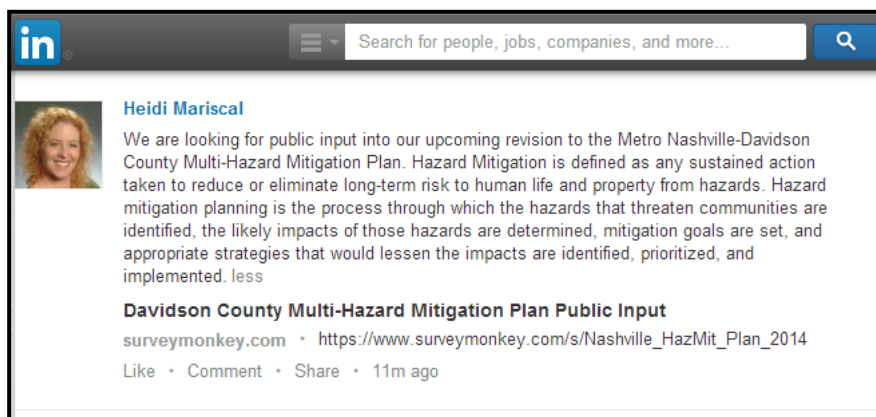 in
Search for people, jobs, companies, and more...
Heidi Mariscal
We are looking for public input into our upcoming revision to the Metro Nashville-Davidson
County Multi-Hazard Mitigation Plan. Hazard Mitigation is defined as any sustained action
taken to reduce or eliminate long-term risk to human life and property from hazards. Hazard
mitigation planning is the process through which the hazards that threaten communities are
identified, the likely impacts of those hazards are determined, mitigation goals are set, and
appropriate strategies that would lessen the impacts are identified, prioritized, and
implemented. less
Davidson County Multi-Hazard Mitigation Plan Public Input
surveymonkey.com • https://www.surveymonkey.com/s/Nashville_HazMit_Plan_2014
Like • Comment • Share • 11m ago